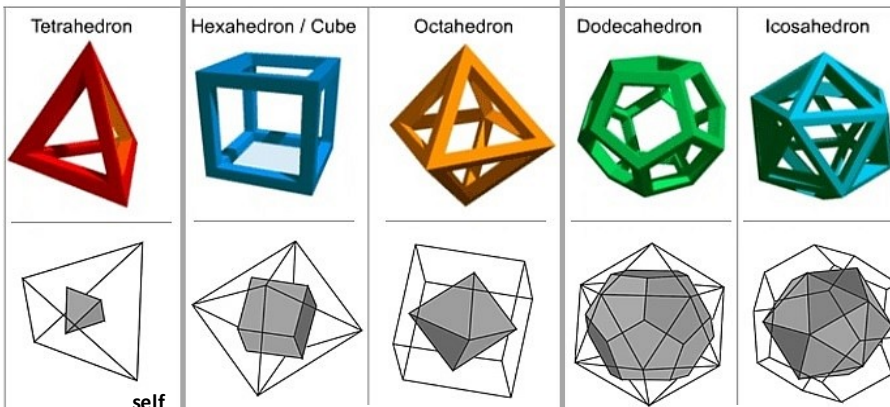 Tetrahedron
Hexahedron / Cube
Octahedron
Dodecahedron
Icosahedron
self